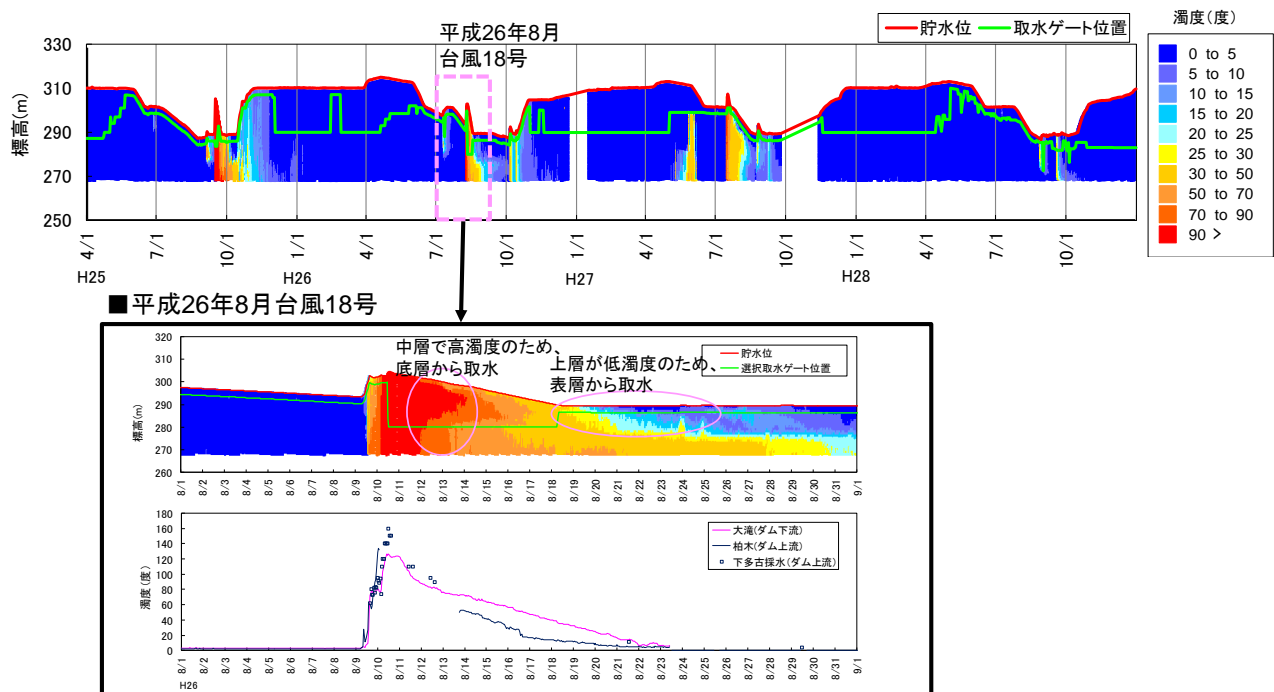 平成26年8月
台風18号
貯水位
取水ゲート位置
濁度(度)
0 to 5
5 to 10
10 to 15
15 to 20
20 to 25
25 to 30
30 to 50
50 to 70
70 to 90
90 >
標高(m)
330
310
290
270
250
4/1 7/1 10/1 1/1 4/1 7/1 10/1 1/1 4/1 7/1 10/1 1/1 4/1 7/1 10/1
H25 H26 H27 H28
■平成26年8月台風18号
中層で高濁度のため、
底層から取水
上層が低濁度のため、
表層から取水
貯水位
選択取水ゲート位置
標高(m)
320
310
300
290
280
270
260
8/1 8/2 8/3 8/4 8/5 8/6 8/7 8/8 8/9 8/10 8/11 8/12 8/13 8/14 8/15 8/16 8/17 8/18 8/19 8/20 8/21 8/22 8/23 8/24 8/25 8/26 8/27 8/28 8/29 8/30 8/31 9/1
大滝(ダム下流)
柏木(ダム上流)
下多古採水(ダム上流)
濁度(度)
180
160
140
120
100
80
60
40
20
0
8/1 8/2 8/3 8/4 8/5 8/6 8/7 8/8 8/9 8/10 8/11 8/12 8/13 8/14 8/15 8/16 8/17 8/18 8/19 8/20 8/21 8/22 8/23 8/24 8/25 8/26 8/27 8/28 8/29 8/30 8/31 9/1
H26